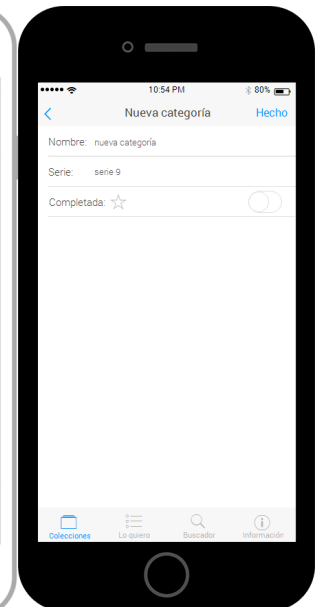 10:54 PM 80%
Nueva categoría Hecho
Nombre: nueva categoría
Serie: serie 9
Completada:
Colecciones Lo quiero Buscador Información